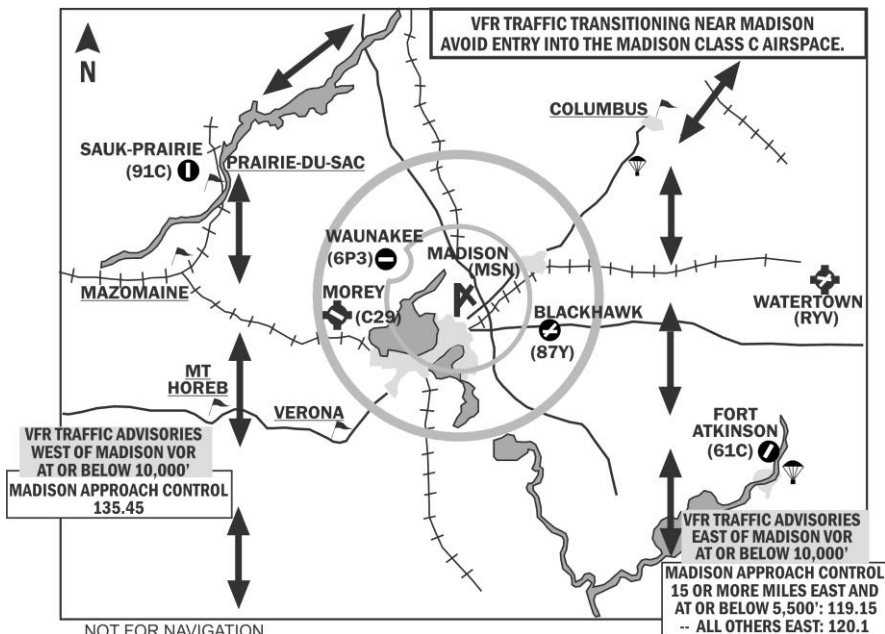 VFR TRAFFIC TRANSITIONING NEAR MADISON
AVOID ENTRY INTO THE MADISON CLASS C AIRSPACE.
N
COLUMBUS
SAUK-PRAIRIE
(91C)
PRAIRIE-DU-SAC
WAUNAKEE
(6P3)
MADISON
(MSN)
MAZOMAINE
MOREY
(C29)
BLACKHAWK
(87Y)
WATERTOWN
(RYV)
MT
HOREB
VERONA
FORT
ATKINSON
(61C)
VFR TRAFFIC ADVISORIES
WEST OF MADISON VOR
AT OR BELOW 10,000'
MADISON APPROACH CONTROL
135.45
VFR TRAFFIC ADVISORIES
EAST OF MADISON VOR
AT OR BELOW 10,000'
MADISON APPROACH CONTROL
15 OR MORE MILES EAST AND
AT OR BELOW 5,500': 119.15
-- ALL OTHERS EAST: 120.1
NOT FOR NAVIGATION